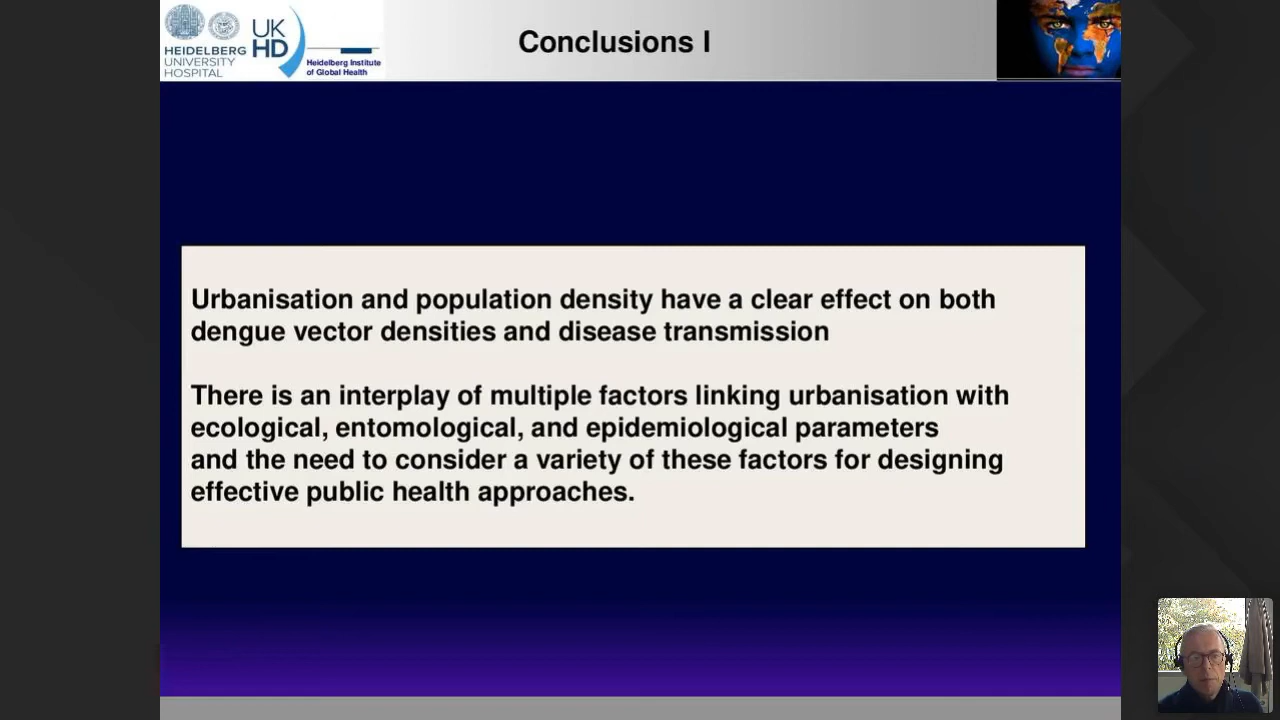 HEIDELBERG
UNIVERSITY
HOSPITAL
UK
HD
Heidelberg Institute
of Global Health
Conclusions I
Urbanisation and population density have a clear effect on both
dengue vector densities and disease transmission
There is an interplay of multiple factors linking urbanisation with
ecological, entomological, and epidemiological parameters
and the need to consider a variety of these factors for designing
effective public health approaches.